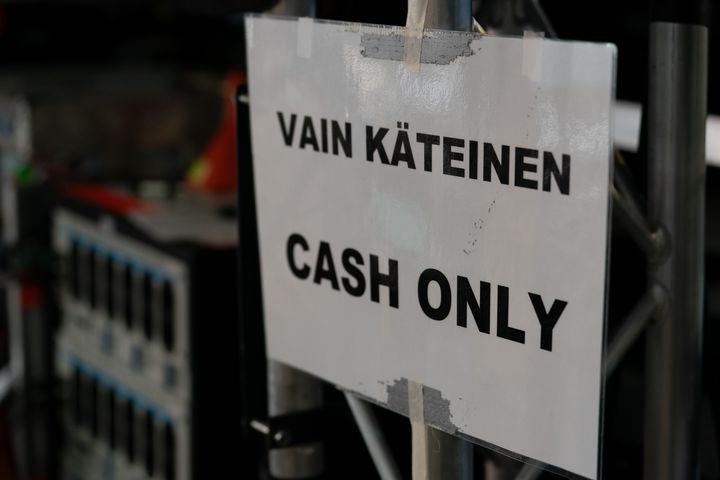 VAIN KÄTEINEN
CASH ONLY